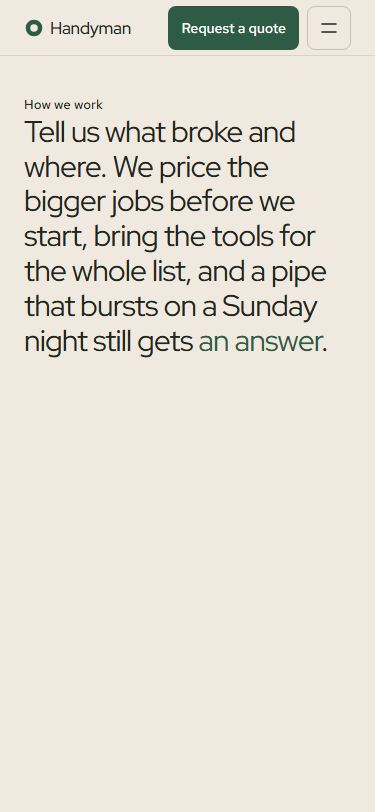 Handyman
Request a quote
How we work
Tell us what broke and
where. We price the
bigger jobs before we
start, bring the tools for
the whole list, and a pipe
that bursts on a Sunday
night still gets an answer.